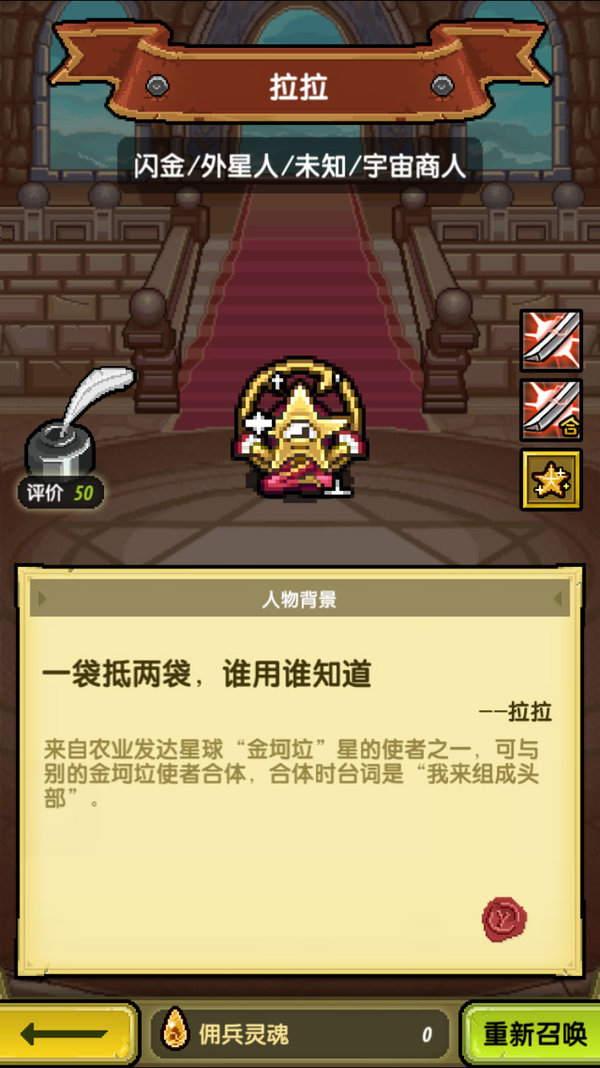 拉拉
闪金/外星人/未知/宇宙商人
合
评价 50
人物背景
一袋抵两袋，谁用谁知道
--拉拉
来自农业发达星球“金坷垃”星的使者之一，可与
别的金坷垃使者合体，合体时台词是“我来组成头
部”。
Y
佣兵灵魂 0
重新召唤